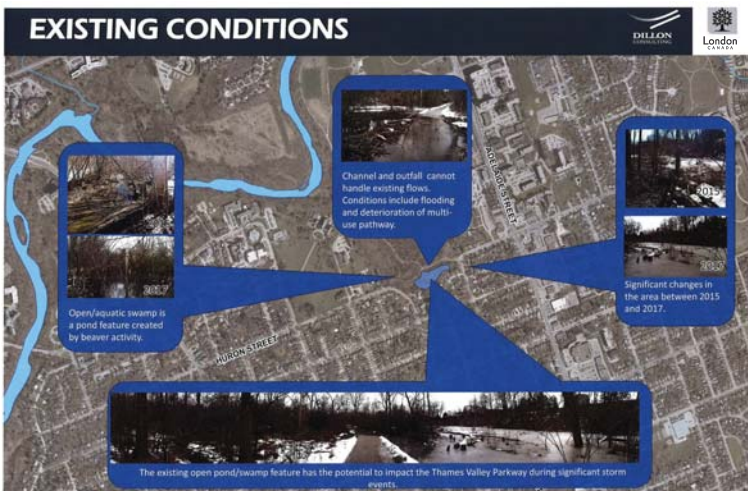 EXISTING CONDITIONS
DILLON
CONSULTING
London
CANADA
Channel and outfall cannot
handle existing flows.
Conditions include flooding
and deterioration of multi-
use pathway.
ADELAIDE STREET
2015
2017
Significant changes in
the area between 2015
and 2017.
2017
Open/aquatic swamp is
a pond feature created
by beaver activity.
HURON STREET
The existing open pond/swamp feature has the potential to impact the Thames Valley Parkway during significant storm
events.